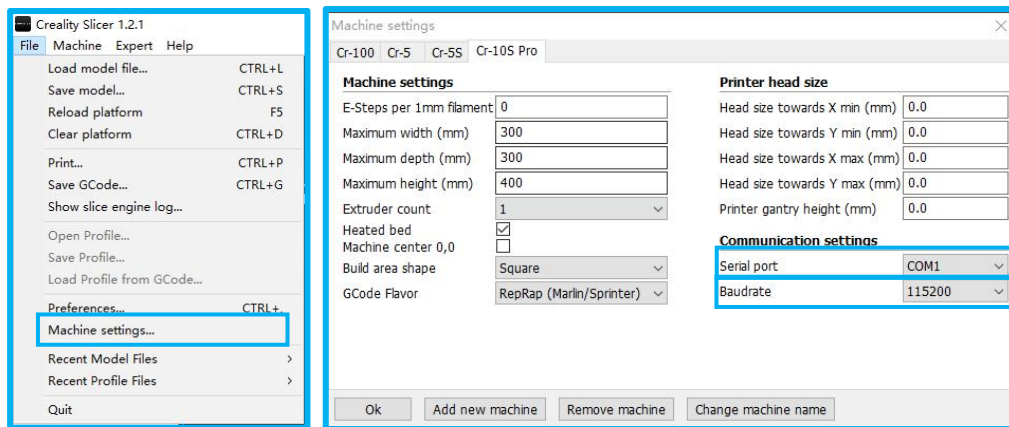 Creality Slicer 1.2.1
File Machine Expert Help
Load model file... CTRL+L
Save model... CTRL+S
Reload platform F5
Clear platform CTRL+D
Print... CTRL+P
Save GCode... CTRL+G
Show slice engine log...
Open Profile...
Save Profile...
Load Profile from GCode...
Preferences... CTRL+,
Machine settings...
Recent Model Files
Recent Profile Files
Quit
Machine settings
Cr-100 Cr-5 Cr-5S Cr-10S Pro
Machine settings
E-Steps per 1mm filament 0
Maximum width (mm) 300
Maximum depth (mm) 300
Maximum height (mm) 400
Extruder count 1
Heated bed
Machine center 0,0
Build area shape Square
GCode Flavor RepRap (Marlin/Sprinter)
Printer head size
Head size towards X min (mm) 0.0
Head size towards Y min (mm) 0.0
Head size towards X max (mm) 0.0
Head size towards Y max (mm) 0.0
Printer gantry height (mm) 0.0
Communication settings
Serial port COM1
Baudrate 115200
Ok Add new machine Remove machine Change machine name